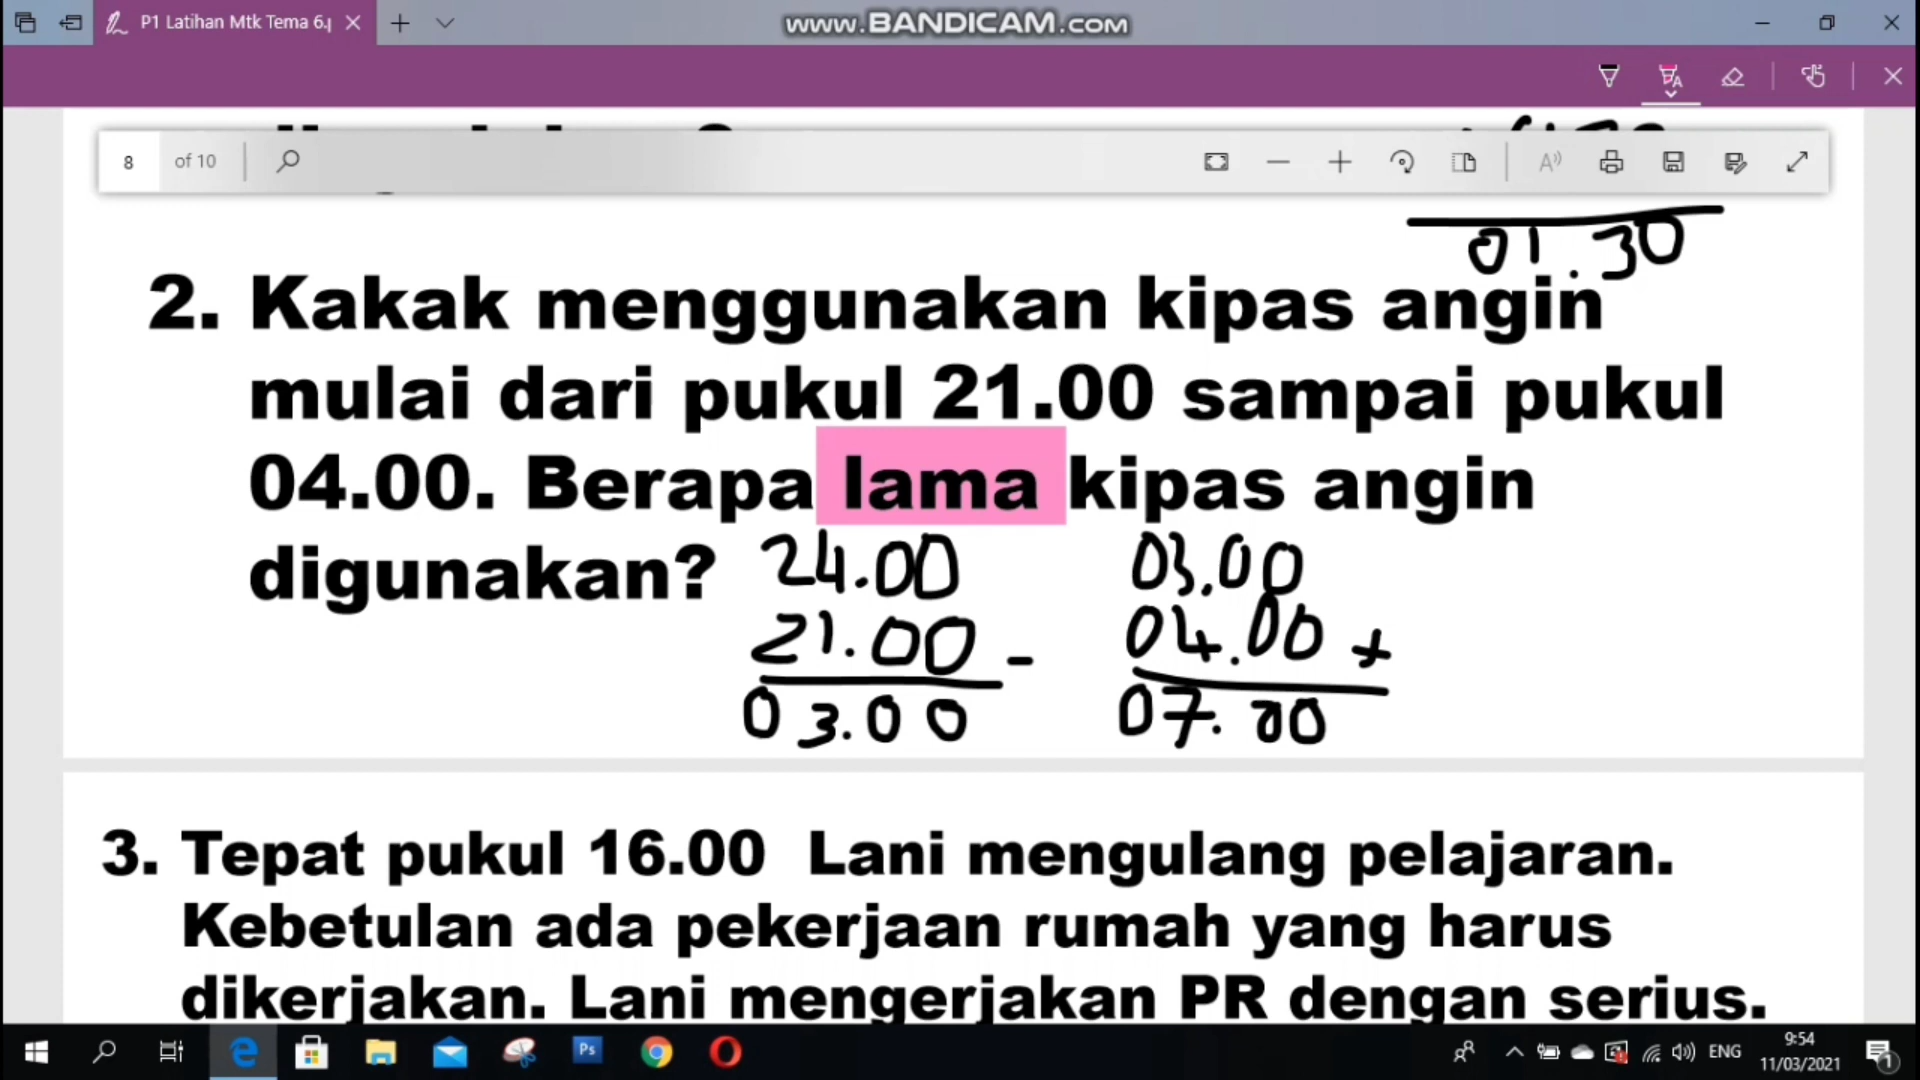 P1 Latihan Mtk Tema 6.p
www.BANDICAM.com
8 of 10
01.30
2. Kakak menggunakan kipas angin
mulai dari pukul 21.00 sampai pukul
04.00. Berapa lama kipas angin
digunakan?
24.00
21.00 -
03.00
03.00
04.00 +
07.00
3. Tepat pukul 16.00 Lani mengulang pelajaran.
Kebetulan ada pekerjaan rumah yang harus
dikerjakan. Lani mengerjakan PR dengan serius.
Ps
ENG
9:54
11/03/2021
1